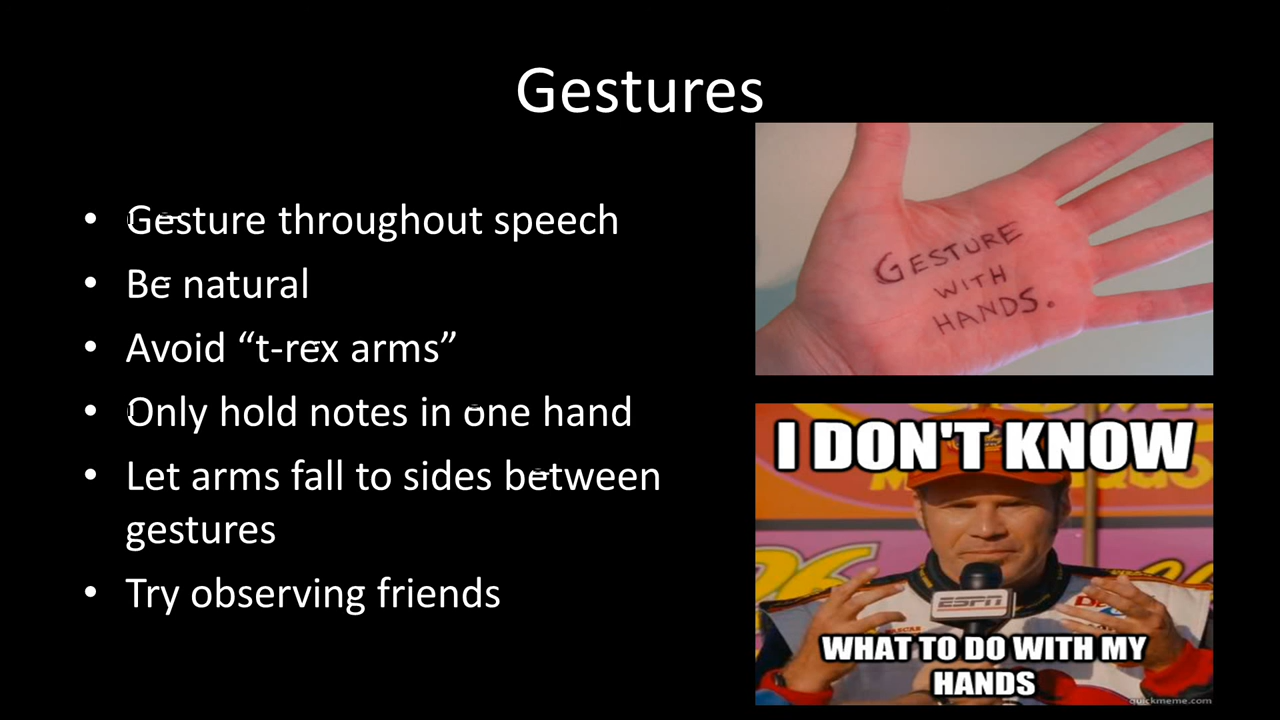 Gestures
• Gesture throughout speech
• Be natural
• Avoid “t-rex arms”
• Only hold notes in one hand
• Let arms fall to sides between
gestures
• Try observing friends
GESTURE
WITH
HANDS.
I DON'T KNOW
ESPN
WHAT TO DO WITH MY
HANDS
quickmeme.com